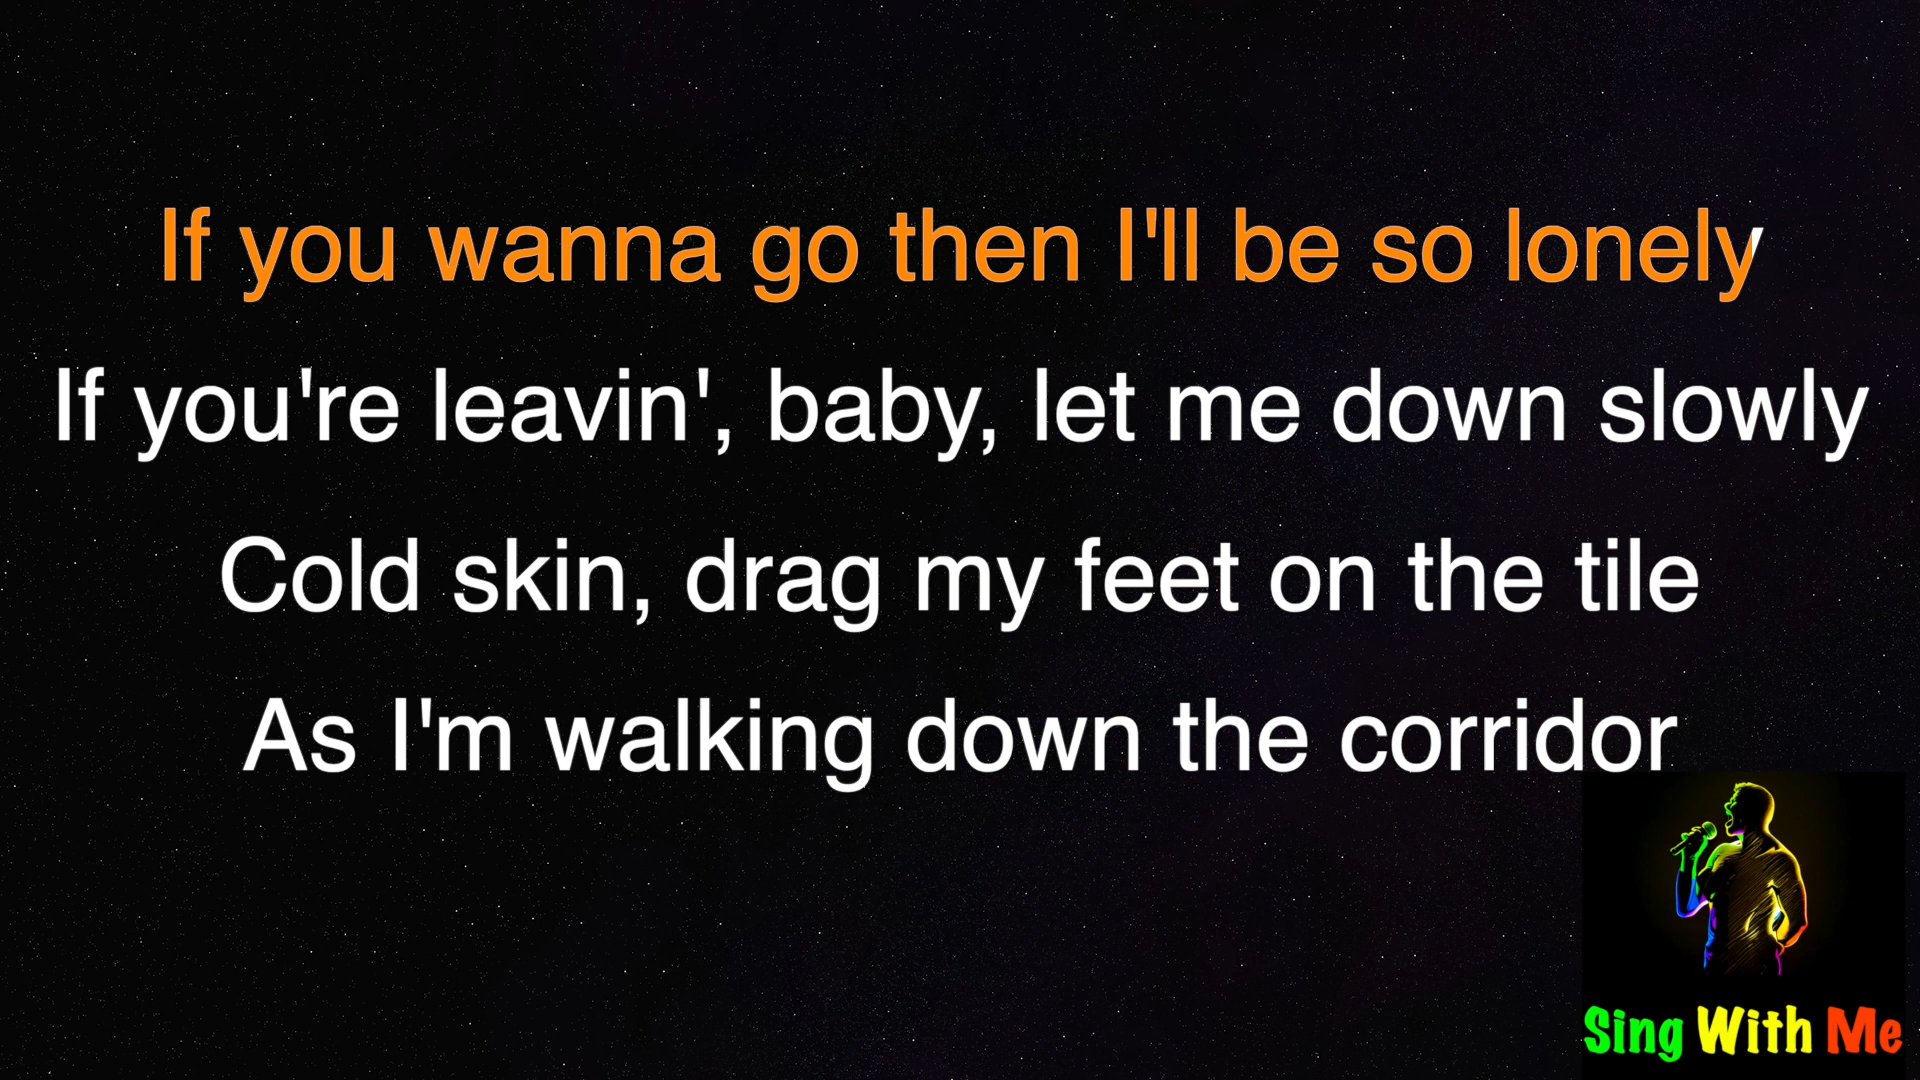 If you wanna go then I'll be so lonely
If you're leavin', baby, let me down slowly
Cold skin, drag my feet on the tile
As I'm walking down the corridor
Sing With Me